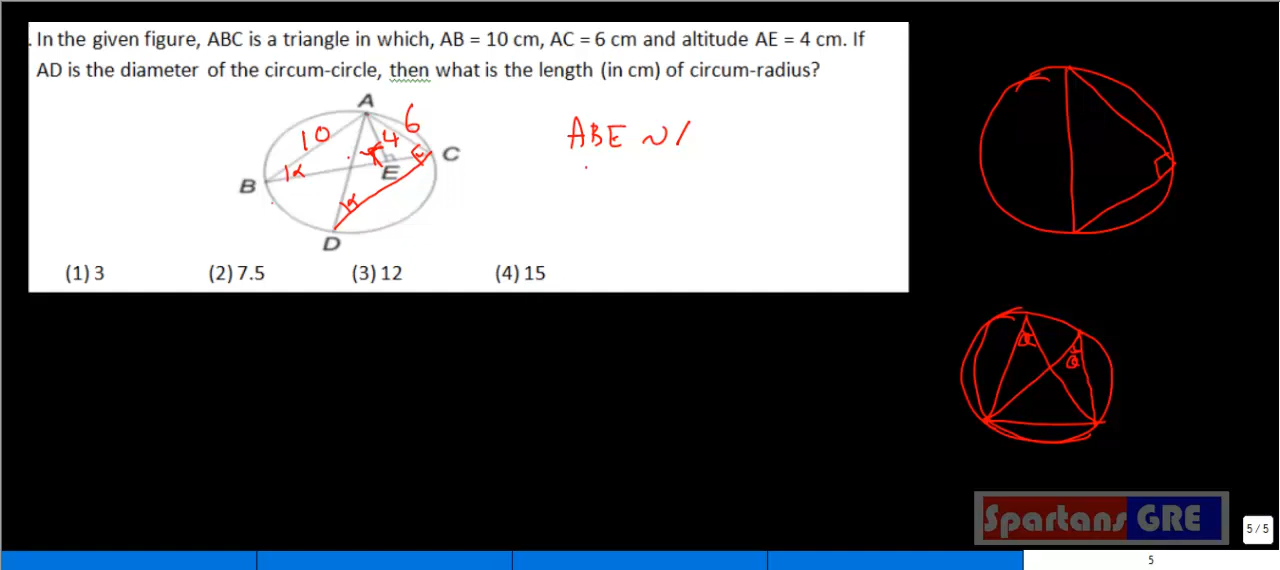 . In the given figure, ABC is a triangle in which, AB = 10 cm, AC = 6 cm and altitude AE = 4 cm. If
AD is the diameter of the circum-circle, then what is the length (in cm) of circum-radius?
A
10
4
6
C
B
α
E
α
D
(1) 3 (2) 7.5 (3) 12 (4) 15
ABE ~
α
α
Spartans GRE
5 / 5
5